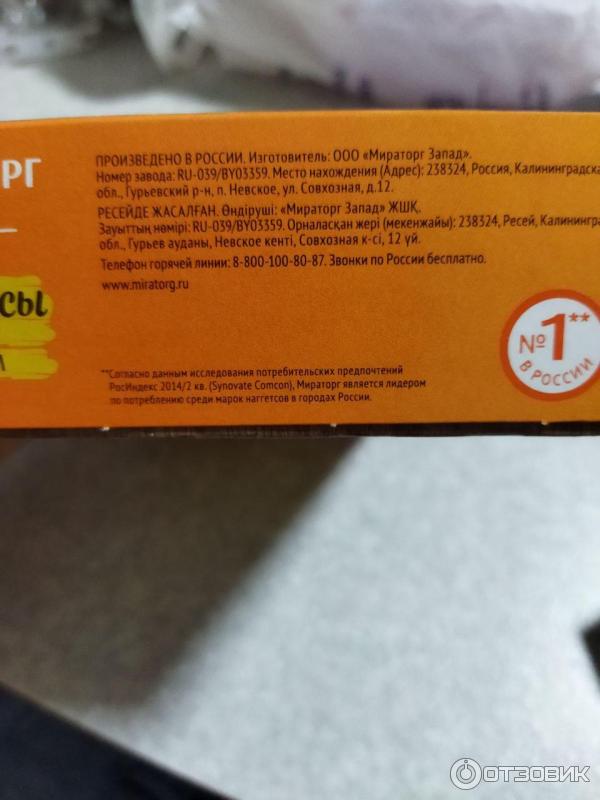 РГ
ПРОИЗВЕДЕНО В РОССИИ. Изготовитель: ООО «Мираторг Запад».
Номер завода: RU-039/BY03359. Место нахождения (Адрес): 238324, Россия, Калининградска
обл., Гурьевский р-н, п. Невское, ул. Совхозная, д.12.
РЕСЕЙДЕ ЖАСАЛҒАН. Өндіруші: «Мираторг Запад» ЖШҚ.
Зауыттың нөмірі: RU-039/BY03359. Орналасқан жері (мекенжайы): 238324, Ресей, Калининград
обл., Гурьев ауданы, Невское кенті, Совхозная к-сі, 12 үй.
Телефон горячей линии: 8-800-100-80-87. Звонки по России бесплатно.
www.miratorg.ru
СЫ
№1**
В РОССИИ
**Согласно данным исследования потребительских предпочтений
РосИндекс 2014/2 кв. (Synovate Comcon), Мираторг является лидером
по потреблению среди марок наггетсов в городах России.
ОТЗОВИК